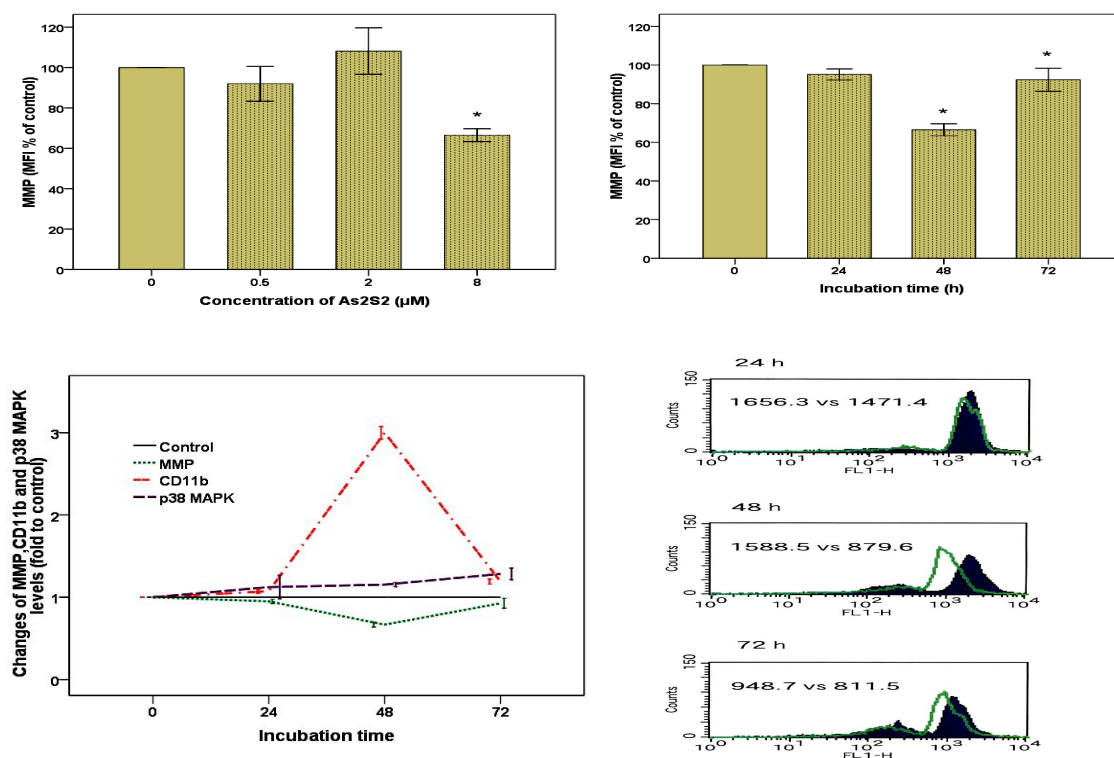 MMP (MFI % of control)
120
100
80
60
40
20
0
*
0
0.5
2
8
Concentration of As2S2 (µM)
MMP (MFI % of control)
120
100
80
60
40
20
0
*
*
0
24
48
72
Incubation time (h)
Changes of MMP,CD11b and p38 MAPK
levels (fold to control)
3
2
1
0
Control
MMP
CD11b
p38 MAPK
0
24
48
72
Incubation time
24 h
Counts
150
0
1656.3 vs 1471.4
10⁰
10¹
10²
10³
10⁴
FL1-H
48 h
Counts
150
0
1588.5 vs 879.6
10⁰
10¹
10²
10³
10⁴
FL1-H
72 h
Counts
150
0
948.7 vs 811.5
10⁰
10¹
10²
10³
10⁴
FL1-H